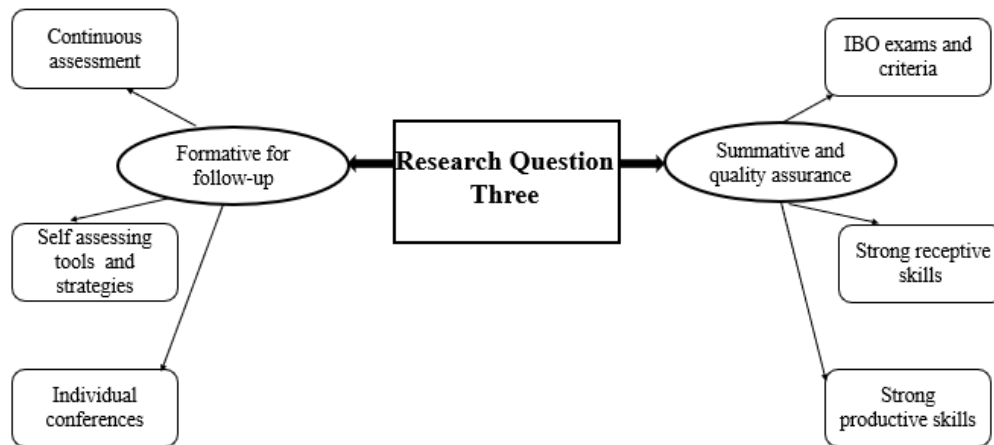 Continuous
assessment
Formative for
follow-up
Self assessing
tools and
strategies
Individual
conferences
Research Question
Three
IBO exams and
criteria
Summative and
quality assurance
Strong receptive
skills
Strong
productive skills